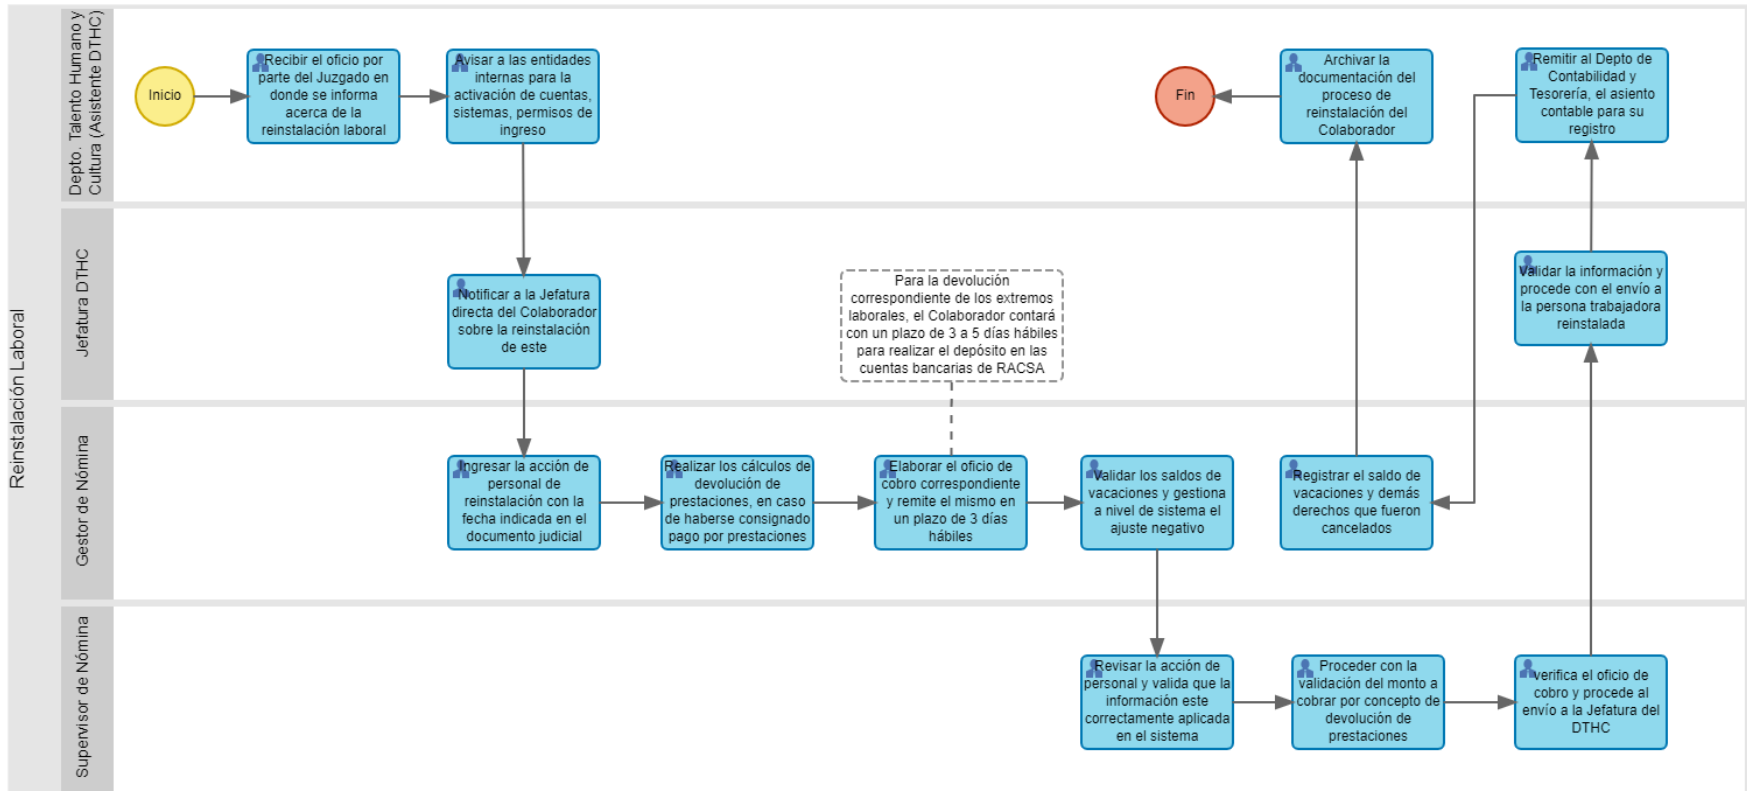 Reinstalación Laboral
Depto. Talento Humano y
Cultura (Asistente DTHC)
Inicio
Recibir el oficio por
parte del Juzgado en
donde se informa
acerca de la
reinstalación laboral
Avisar a las entidades
internas para la
activación de cuentas,
sistemas, permisos de
ingreso
Fin
Archivar la
documentación del
proceso de
reinstalación del
Colaborador
Remitir al Depto de
Contabilidad y
Tesorería, el asiento
contable para su
registro
Jefatura DTHC
Notificar a la Jefatura
directa del Colaborador
sobre la reinstalación
de este
Para la devolución
correspondiente de los extremos
laborales, el Colaborador contará
con un plazo de 3 a 5 días hábiles
para realizar el depósito en las
cuentas bancarias de RACSA
Validar la información y
procede con el envío a
la persona trabajadora
reinstalada
Gestor de Nómina
Ingresar la acción de
personal de
reinstalación con la
fecha indicada en el
documento judicial
Realizar los cálculos de
devolución de
prestaciones, en caso
de haberse consignado
pago por prestaciones
Elaborar el oficio de
cobro correspondiente
y remite el mismo en
un plazo de 3 días
hábiles
Validar los saldos de
vacaciones y gestiona
a nivel de sistema el
ajuste negativo
Registrar el saldo de
vacaciones y demás
derechos que fueron
cancelados
Supervisor de Nómina
Revisar la acción de
personal y valida que la
información este
correctamente aplicada
en el sistema
Proceder con la
validación del monto a
cobrar por concepto de
devolución de
prestaciones
verifica el oficio de
cobro y procede al
envío a la Jefatura del
DTHC